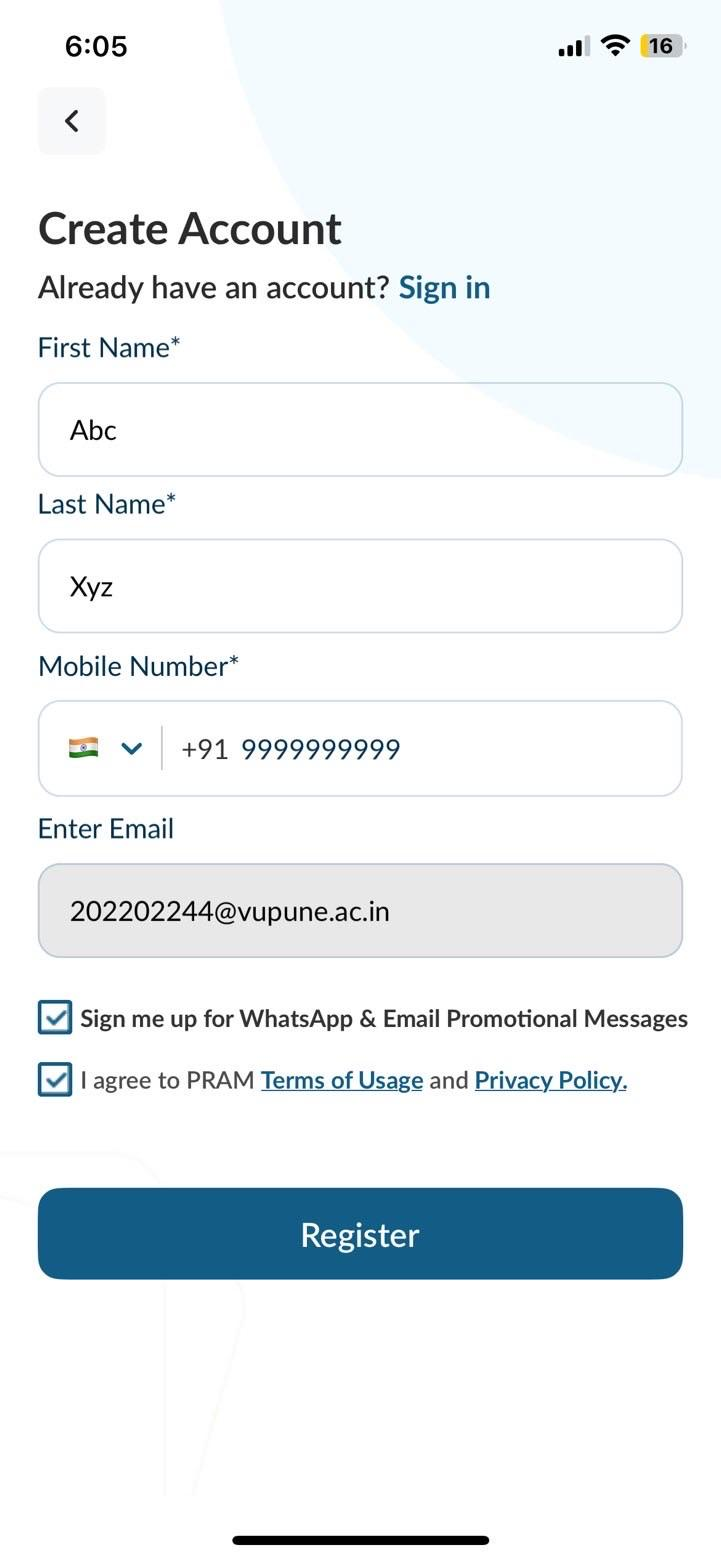 6:05
16
Create Account
Already have an account? Sign in
First Name*
Abc
Last Name*
Xyz
Mobile Number*
+91 9999999999
Enter Email
202202244@vupune.ac.in
Sign me up for WhatsApp & Email Promotional Messages
I agree to PRAM Terms of Usage and Privacy Policy.
Register